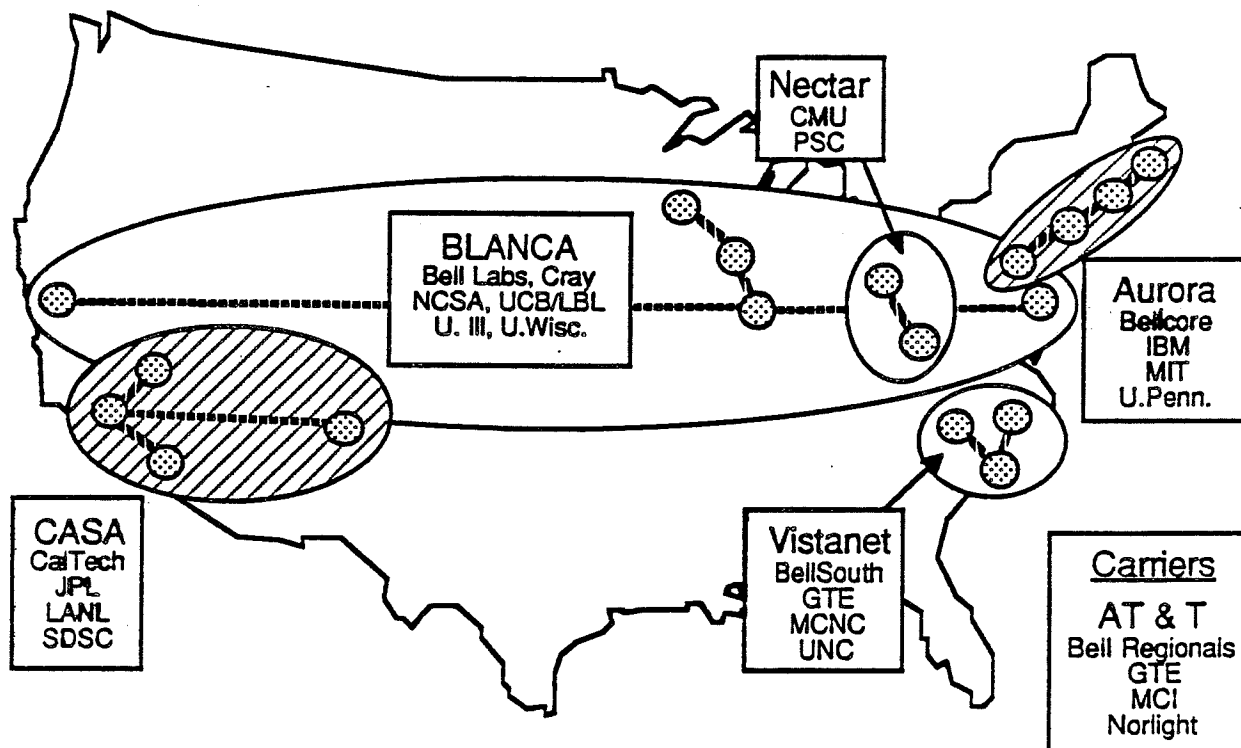 Nectar
CMU
PSC
BLANCA
Bell Labs, Cray
NCSA, UCB/LBL
U. Ill, U.Wisc.
Aurora
Bellcore
IBM
MIT
U.Penn.
CASA
CalTech
JPL
LANL
SDSC
Vistanet
BellSouth
GTE
MCNC
UNC
Carriers
AT & T
Bell Regionals
GTE
MCI
Norlight